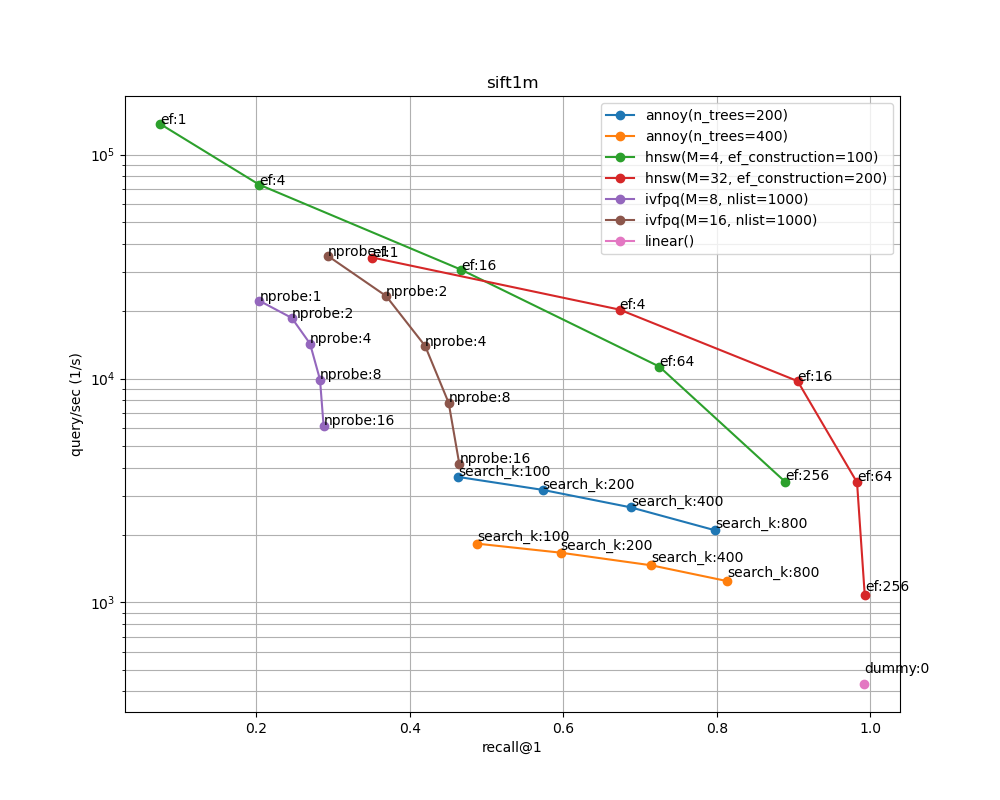 sift1m
annoy(n_trees=200)
annoy(n_trees=400)
hnsw(M=4, ef_construction=100)
hnsw(M=32, ef_construction=200)
ivfpq(M=8, nlist=1000)
ivfpq(M=16, nlist=1000)
linear()
ef:1
ef:4
ef:16
ef:64
ef:256
nprobe:1
ef:1
ef:4
ef:16
ef:64
ef:256
nprobe:2
nprobe:4
nprobe:8
nprobe:16
nprobe:1
nprobe:2
nprobe:4
nprobe:8
nprobe:16
search_k:100
search_k:200
search_k:400
search_k:800
search_k:100
search_k:200
search_k:400
search_k:800
dummy:0
query/sec (1/s)
10^5
10^4
10^3
0.2 0.4 0.6 0.8 1.0
recall@1